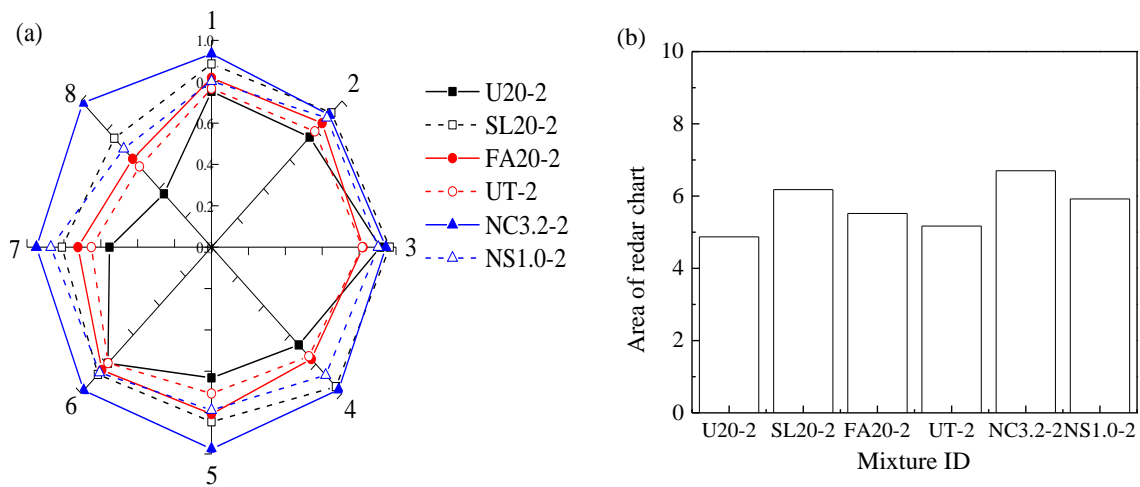 (a)
1
2
3
4
5
6
7
8
1.0
0.8
0.6
0.4
0.2
0.0
U20-2
SL20-2
FA20-2
UT-2
NC3.2-2
NS1.0-2
(b)
10
8
6
4
2
0
Area of redar chart
U20-2 SL20-2 FA20-2 UT-2 NC3.2-2 NS1.0-2
Mixture ID